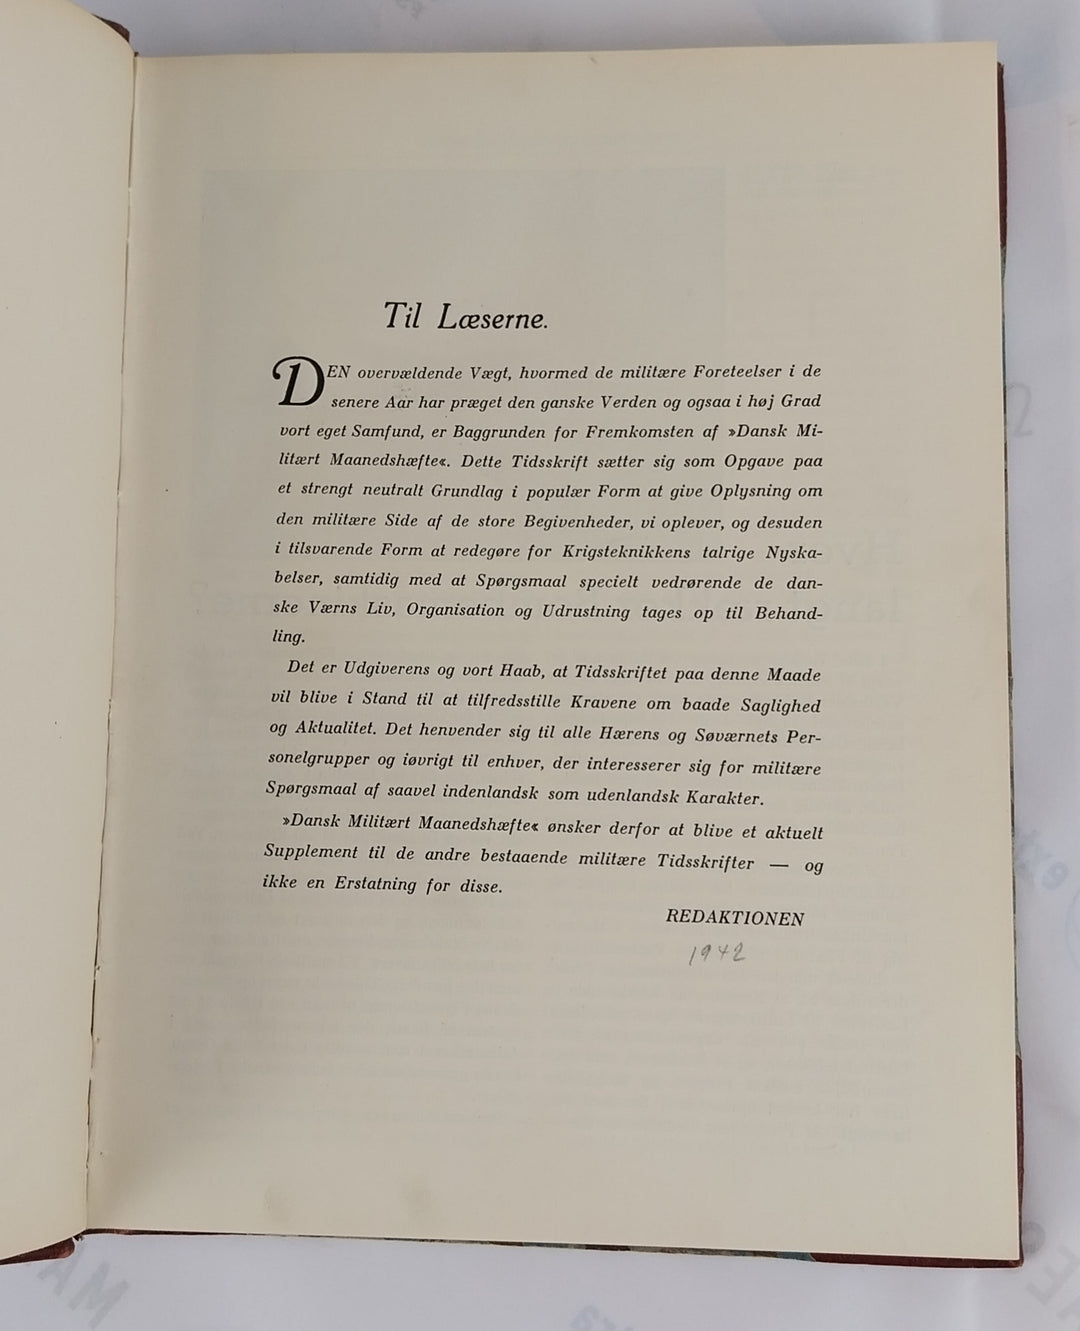 Til Læserne.
DEN overvældende Vægt, hvormed de militære Foreteelser i de
senere Aar har præget den ganske Verden og ogsaa i høj Grad
vort eget Samfund, er Baggrunden for Fremkomsten af »Dansk Mi-
litært Maanedshæfte«. Dette Tidsskrift sætter sig som Opgave paa
et strengt neutralt Grundlag i populær Form at give Oplysning om
den militære Side af de store Begivenheder, vi oplever, og desuden
i tilsvarende Form at redegøre for Krigsteknikkens talrige Nyska-
belser, samtidig med at Spørgsmaal specielt vedrørende de dan-
ske Værns Liv, Organisation og Udrustning tages op til Behand-
ling.
Det er Udgiverens og vort Haab, at Tidsskriftet paa denne Maade
vil blive i Stand til at tilfredsstille Kravene om baade Saglighed
og Aktualitet. Det henvender sig til alle Hærens og Søværnets Per-
sonelgrupper og iøvrigt til enhver, der interesserer sig for militære
Spørgsmaal af saavel indenlandsk som udenlandsk Karakter.
»Dansk Militært Maanedshæfte« ønsker derfor at blive et aktuelt
Supplement til de andre bestaaende militære Tidsskrifter — og
ikke en Erstatning for disse.
REDAKTIONEN
1942